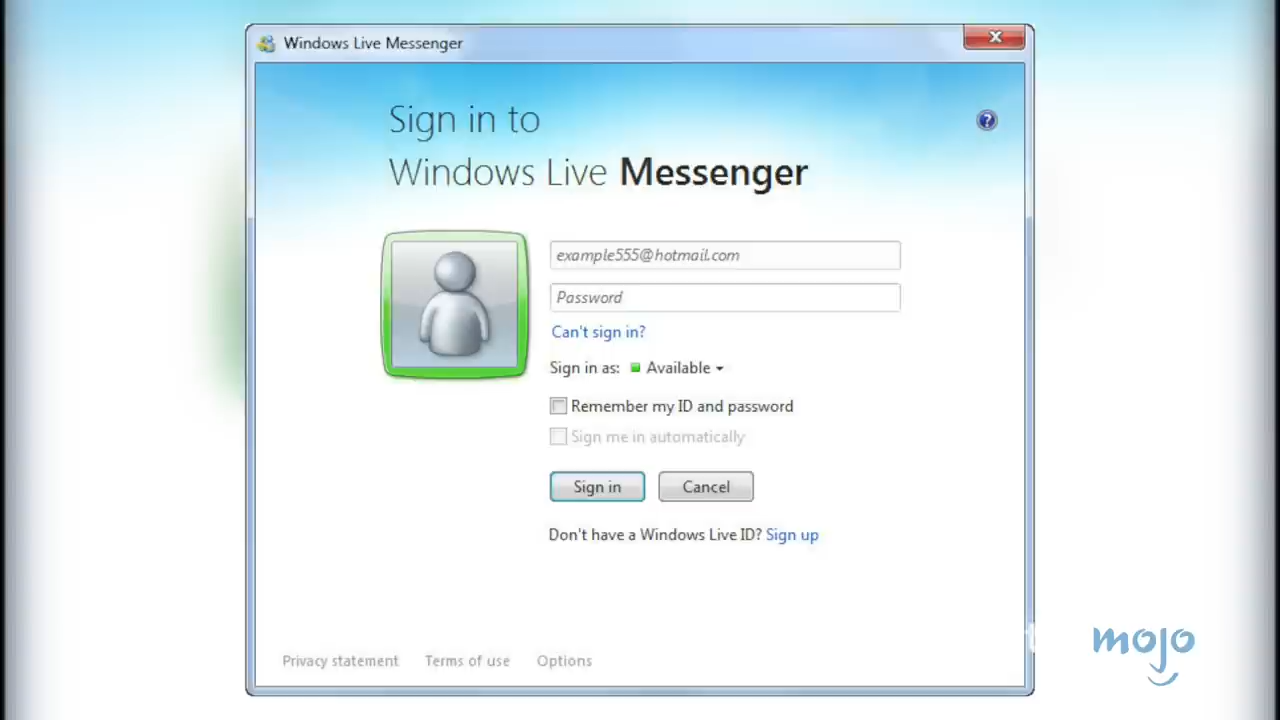 Windows Live Messenger
Sign in to
Windows Live Messenger
example555@hotmail.com
Password
Can't sign in?
Sign in as: Available
Remember my ID and password
Sign me in automatically
Sign in Cancel
Don't have a Windows Live ID? Sign up
mojo
Privacy statement Terms of use Options